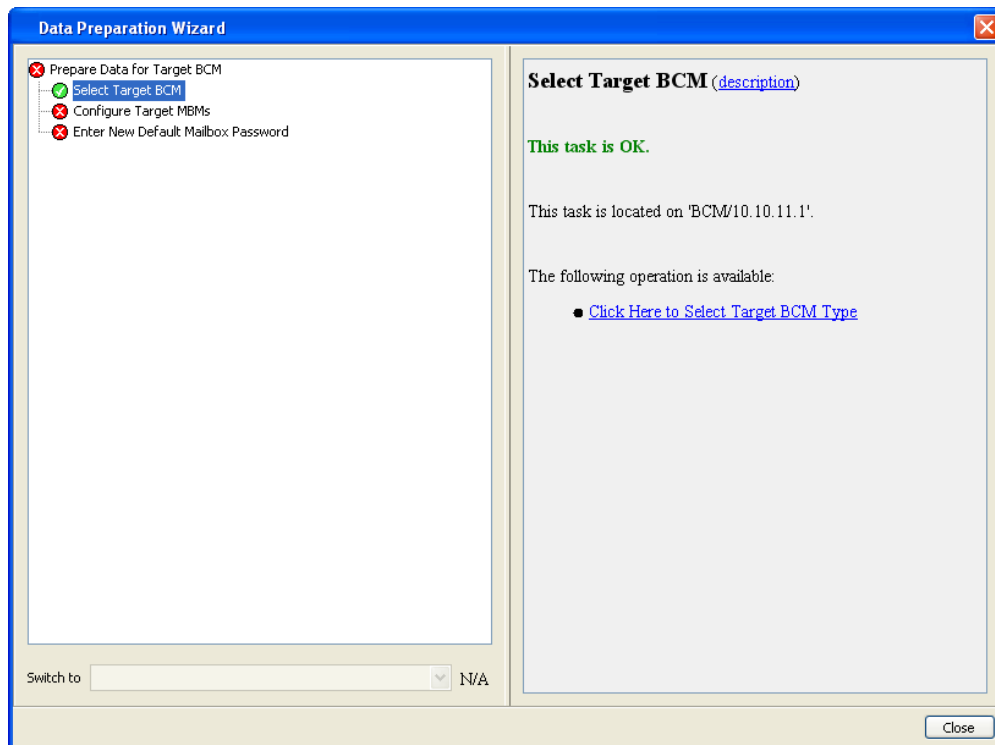 Data Preparation Wizard
Prepare Data for Target BCM
Select Target BCM
Configure Target MBMs
Enter New Default Mailbox Password
Switch to
N/A
Select Target BCM (description)
This task is OK.
This task is located on 'BCM/10.10.11.1'.
The following operation is available:
Click Here to Select Target BCM Type
Close